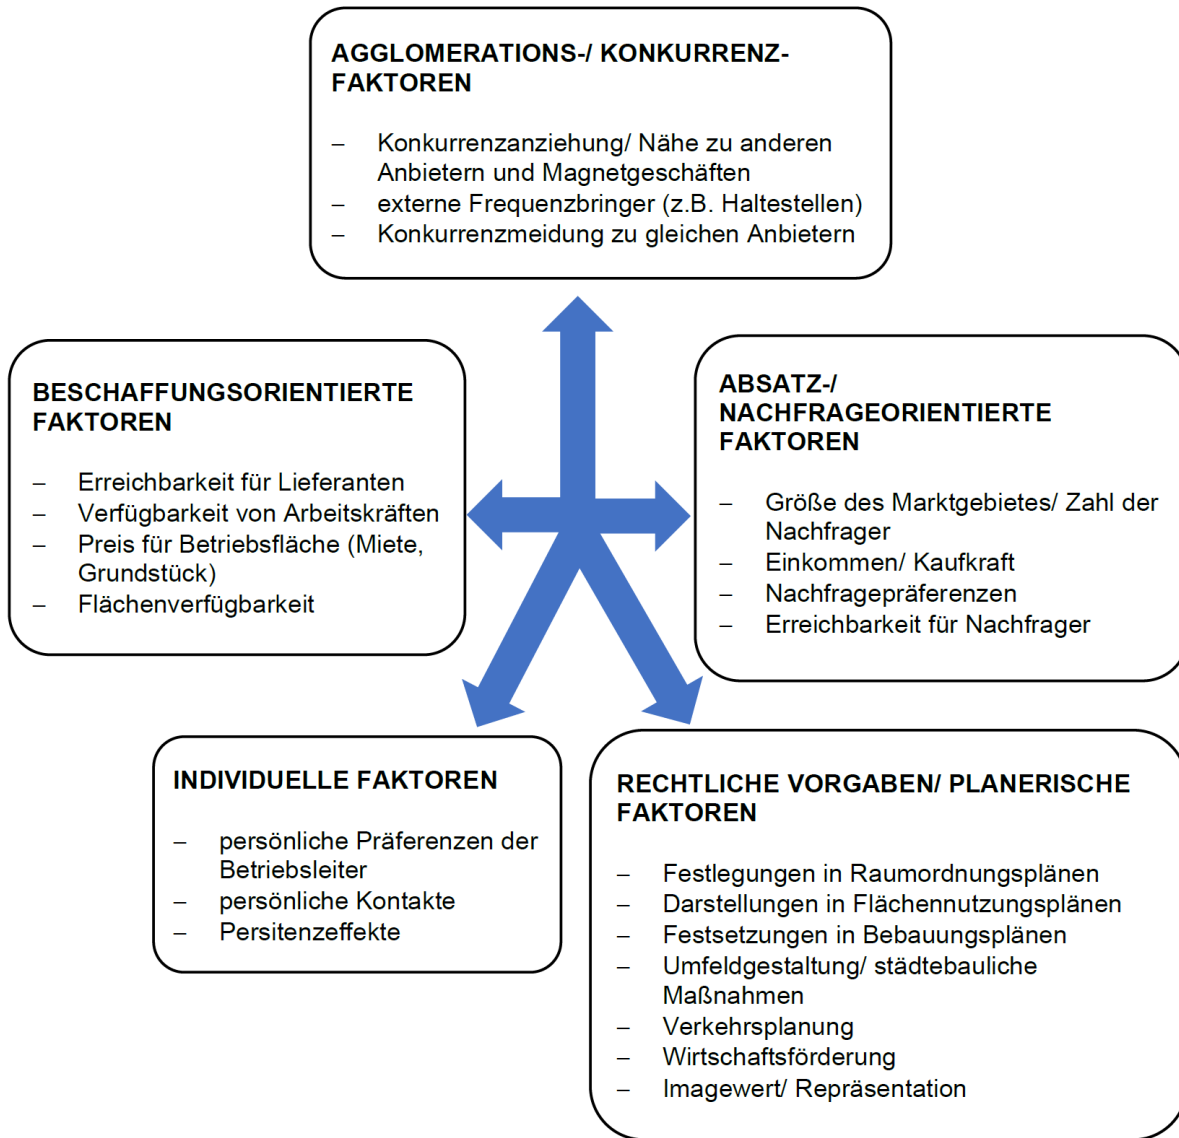 AGGLOMERATIONS-/ KONKURRENZ-
FAKTOREN
– Konkurrenzanziehung/ Nähe zu anderen
Anbietern und Magnetgeschäften
– externe Frequenzbringer (z.B. Haltestellen)
– Konkurrenzmeidung zu gleichen Anbietern
BESCHAFFUNGSORIENTIERTE
FAKTOREN
– Erreichbarkeit für Lieferanten
– Verfügbarkeit von Arbeitskräften
– Preis für Betriebsfläche (Miete,
Grundstück)
– Flächenverfügbarkeit
ABSATZ-/
NACHFRAGEORIENTIERTE
FAKTOREN
– Größe des Marktgebietes/ Zahl der
Nachfrager
– Einkommen/ Kaufkraft
– Nachfragepräferenzen
– Erreichbarkeit für Nachfrager
INDIVIDUELLE FAKTOREN
– persönliche Präferenzen der
Betriebsleiter
– persönliche Kontakte
– Persitenzeffekte
RECHTLICHE VORGABEN/ PLANERISCHE
FAKTOREN
– Festlegungen in Raumordnungsplänen
– Darstellungen in Flächennutzungsplänen
– Festsetzungen in Bebauungsplänen
– Umfeldgestaltung/ städtebauliche
Maßnahmen
– Verkehrsplanung
– Wirtschaftsförderung
– Imagewert/ Repräsentation